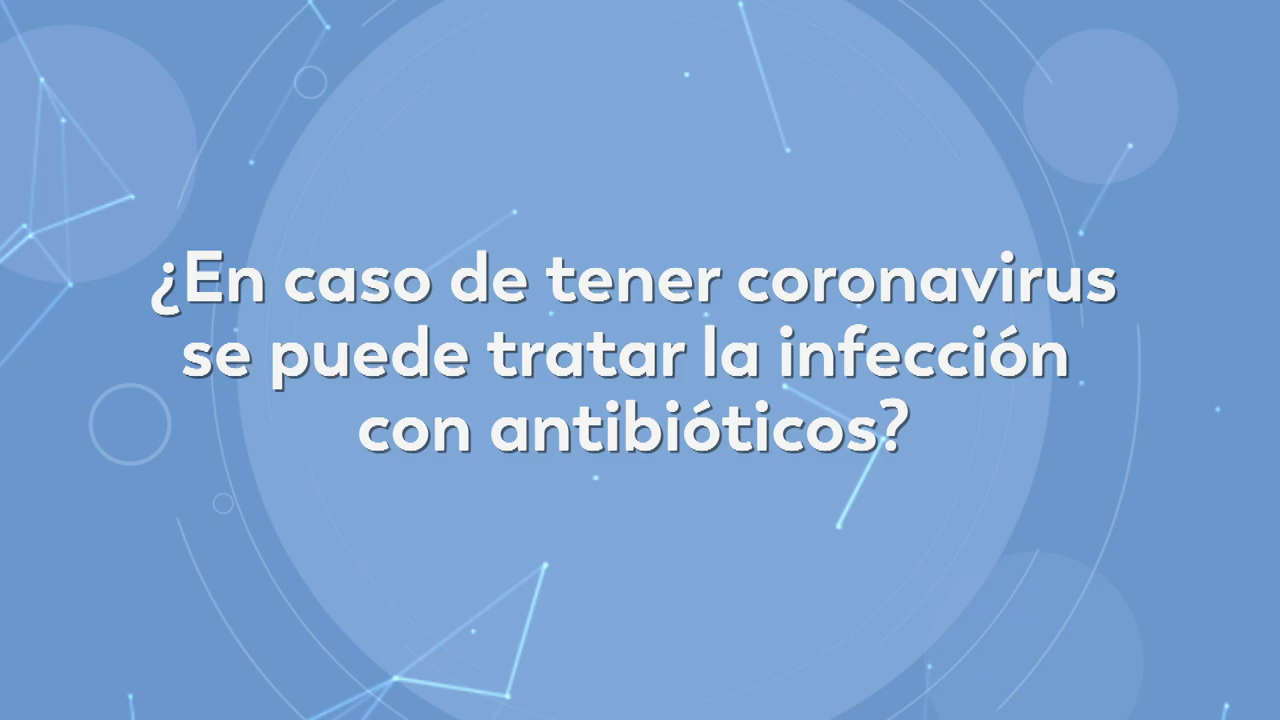 ¿En caso de tener coronavirus
se puede tratar la infección
con antibióticos?